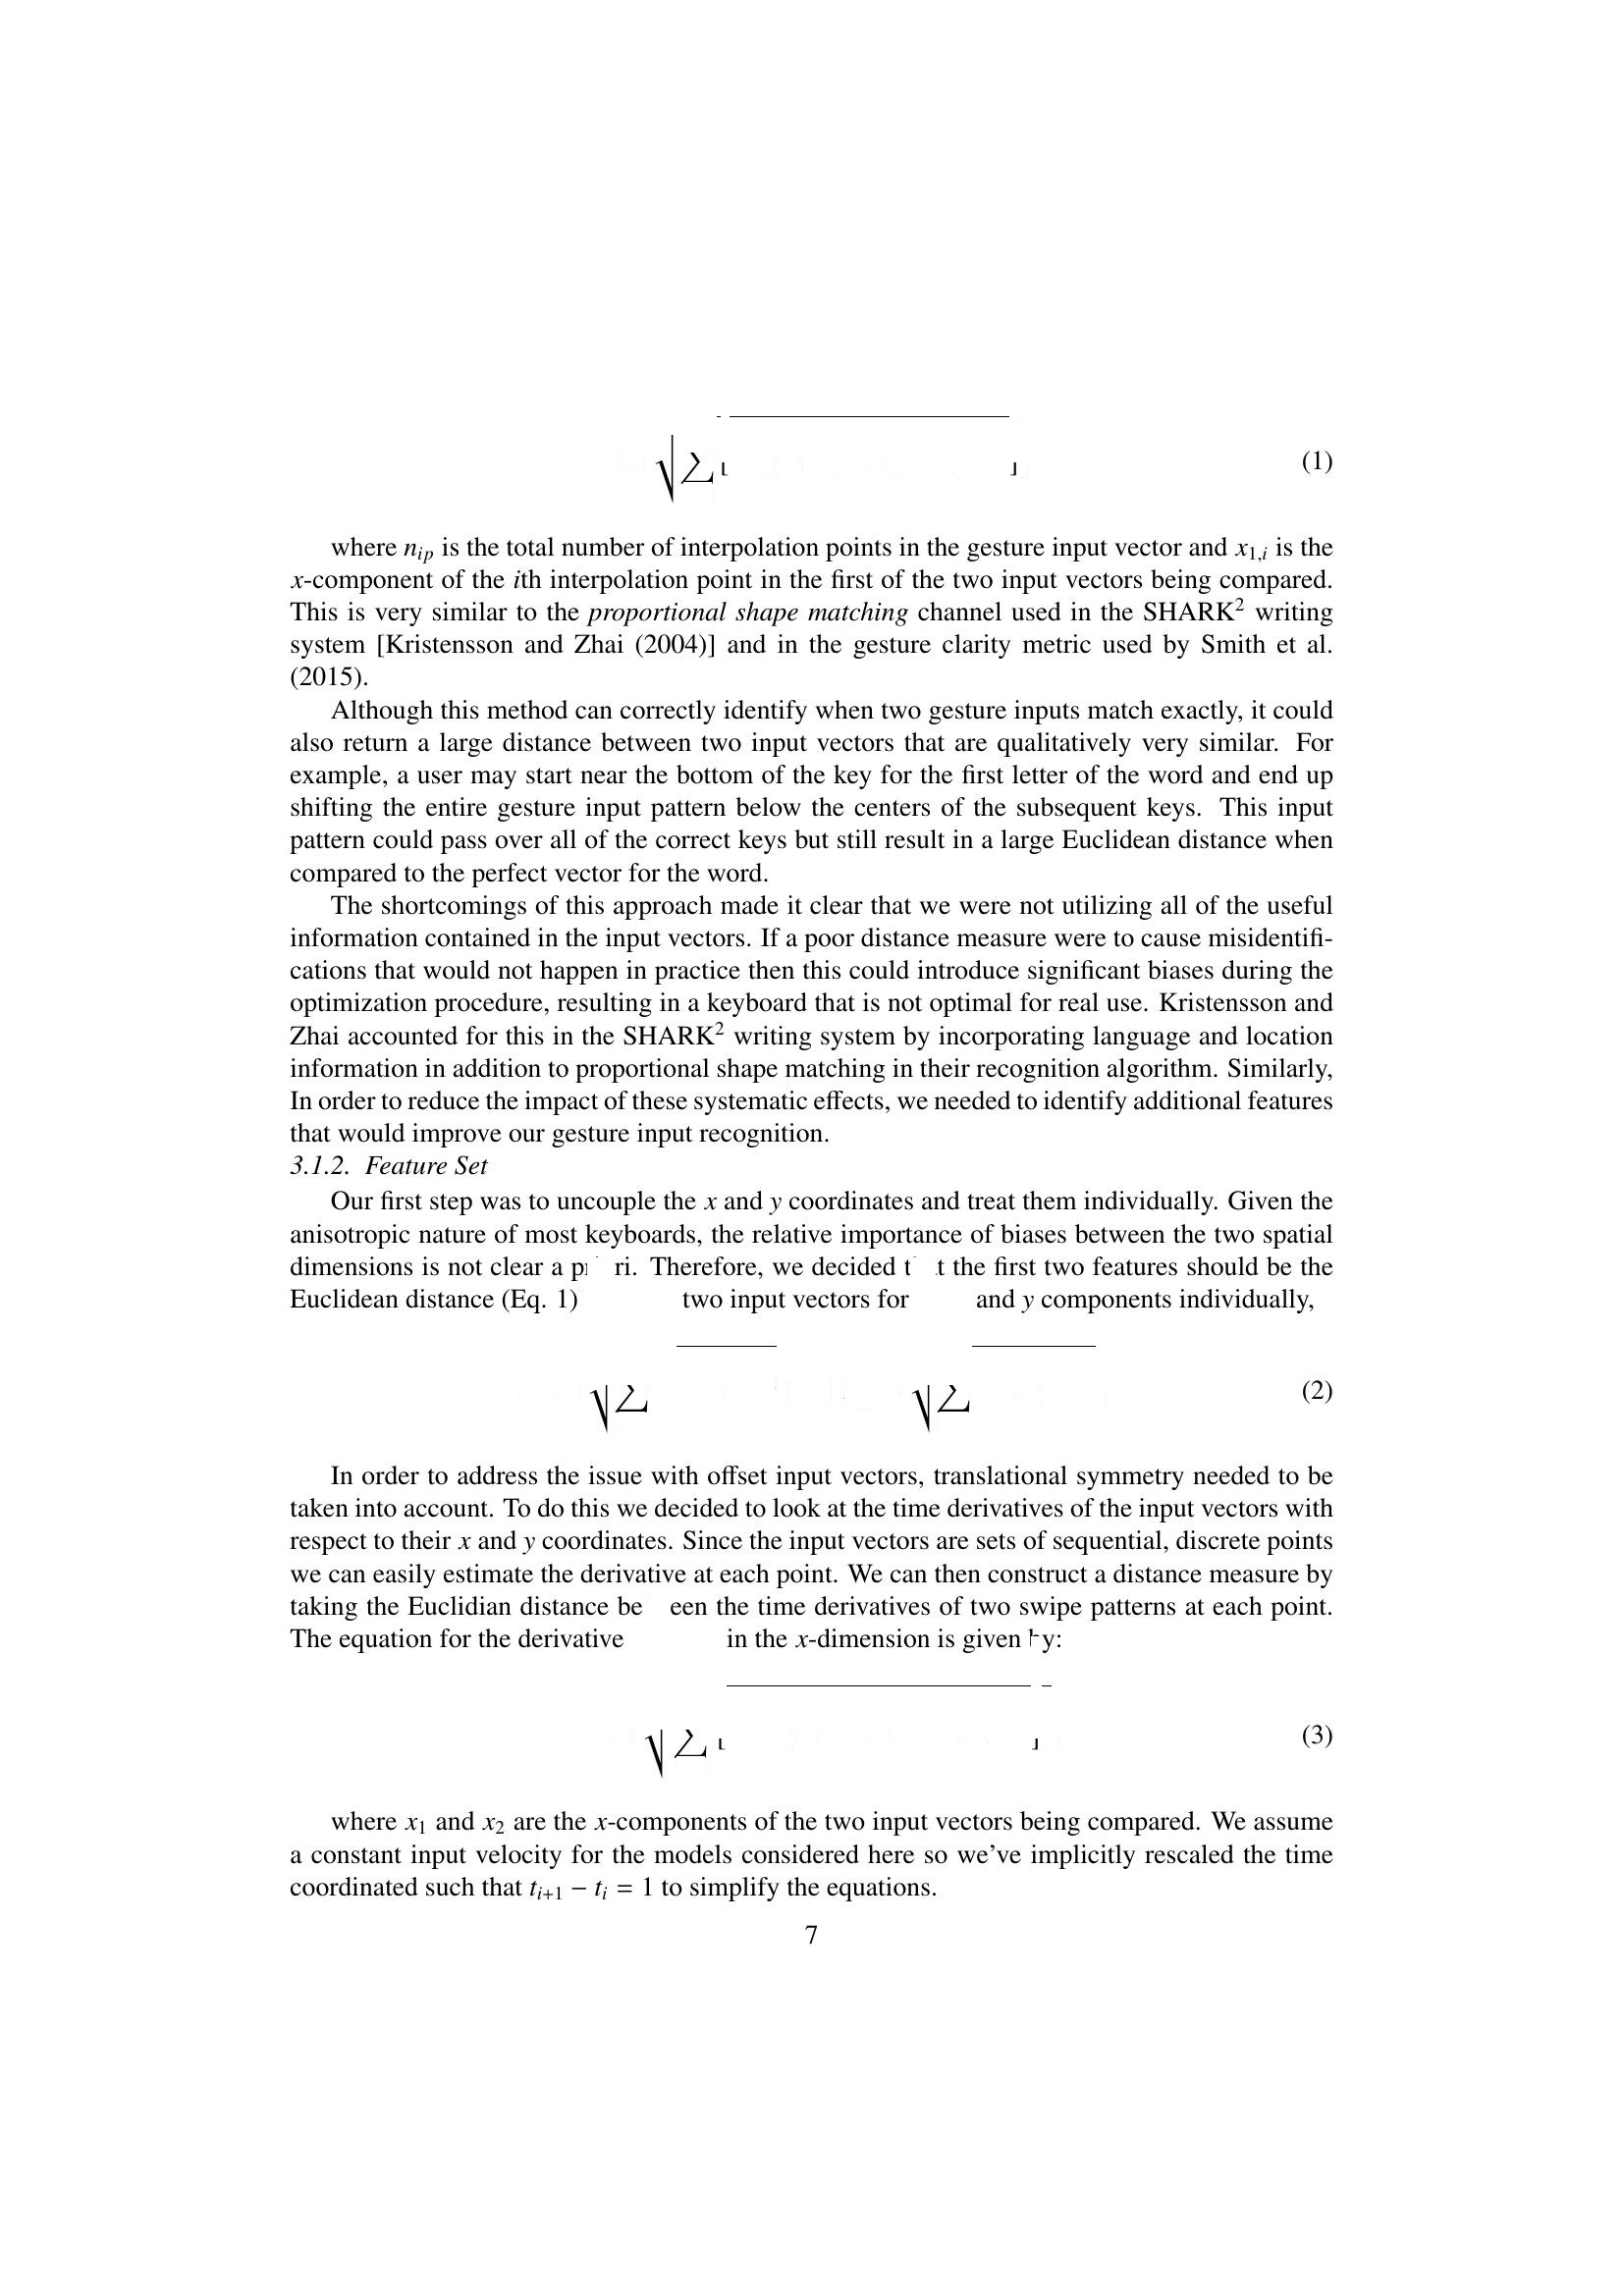 √∑[ ] (1)
where n_ip is the total number of interpolation points in the gesture input vector and x_1,i is the
x-component of the ith interpolation point in the first of the two input vectors being compared.
This is very similar to the proportional shape matching channel used in the SHARK² writing
system [Kristensson and Zhai (2004)] and in the gesture clarity metric used by Smith et al.
(2015).
Although this method can correctly identify when two gesture inputs match exactly, it could
also return a large distance between two input vectors that are qualitatively very similar. For
example, a user may start near the bottom of the key for the first letter of the word and end up
shifting the entire gesture input pattern below the centers of the subsequent keys. This input
pattern could pass over all of the correct keys but still result in a large Euclidean distance when
compared to the perfect vector for the word.
The shortcomings of this approach made it clear that we were not utilizing all of the useful
information contained in the input vectors. If a poor distance measure were to cause misidentifi-
cations that would not happen in practice then this could introduce significant biases during the
optimization procedure, resulting in a keyboard that is not optimal for real use. Kristensson and
Zhai accounted for this in the SHARK² writing system by incorporating language and location
information in addition to proportional shape matching in their recognition algorithm. Similarly,
In order to reduce the impact of these systematic effects, we needed to identify additional features
that would improve our gesture input recognition.
3.1.2. Feature Set
Our first step was to uncouple the x and y coordinates and treat them individually. Given the
anisotropic nature of most keyboards, the relative importance of biases between the two spatial
dimensions is not clear a ri. Therefore, we decided the first two features should be the
Euclidean distance (Eq. 1) two input vectors for and y components individually,
√∑ √∑ (2)
In order to address the issue with offset input vectors, translational symmetry needed to be
taken into account. To do this we decided to look at the time derivatives of the input vectors with
respect to their x and y coordinates. Since the input vectors are sets of sequential, discrete points
we can easily estimate the derivative at each point. We can then construct a distance measure by
taking the Euclidian distance be een the time derivatives of two swipe patterns at each point.
The equation for the derivative in the x-dimension is given by:
√∑[ ] (3)
where x₁ and x₂ are the x-components of the two input vectors being compared. We assume
a constant input velocity for the models considered here so we've implicitly rescaled the time
coordinated such that t_i+1 − t_i = 1 to simplify the equations.
7